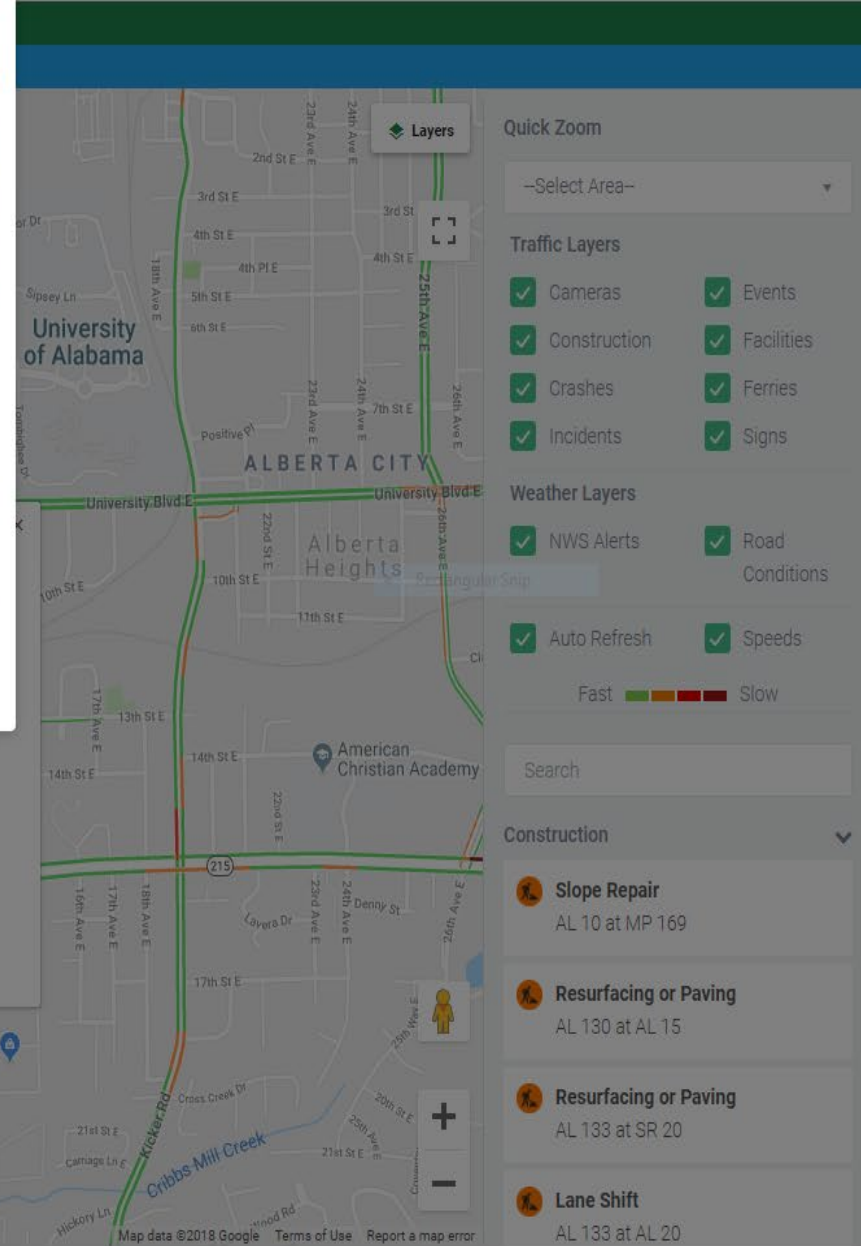 Layers
Quick Zoom
--Select Area--
Traffic Layers
Cameras
Events
Construction
Facilities
Crashes
Ferries
Incidents
Signs
Weather Layers
NWS Alerts
Road
Conditions
Auto Refresh
Speeds
Fast
Slow
Search
Construction
Slope Repair
AL 10 at MP 169
Resurfacing or Paving
AL 130 at AL 15
Resurfacing or Paving
AL 133 at SR 20
Lane Shift
AL 133 at AL 20
23rd Ave E
24th Ave E
2nd St E
3rd St E
3rd St
4th St E
4th St E
4th Pl E
18th Ave E
5th St E
6th St E
25th Ave E
Sipsey Ln
University
of Alabama
23rd Ave E
24th Ave E
7th St E
26th Ave E
Positive Pl
ALBERTA CITY
University Blvd E
University Blvd E
22nd St E
Alberta
Heights
26th Ave E
Rectangular Snip
10th St E
10th St E
11th St E
17th Ave E
13th St E
14th St E
14th St E
American
Christian Academy
22nd St E
215
16th Ave E
17th Ave E
18th Ave E
23rd Ave E
24th Ave E
Denny St
26th Ave E
Lavera Dr
17th St E
25th Ave E
Cross Creek Dr
20th St E
25th Ave E
21st St E
21st St E
Carriage Ln E
Kicker Rd
Cribbs Mill Creek
Hickory Ln
Map data ©2018 Google
Terms of Use
Report a map error